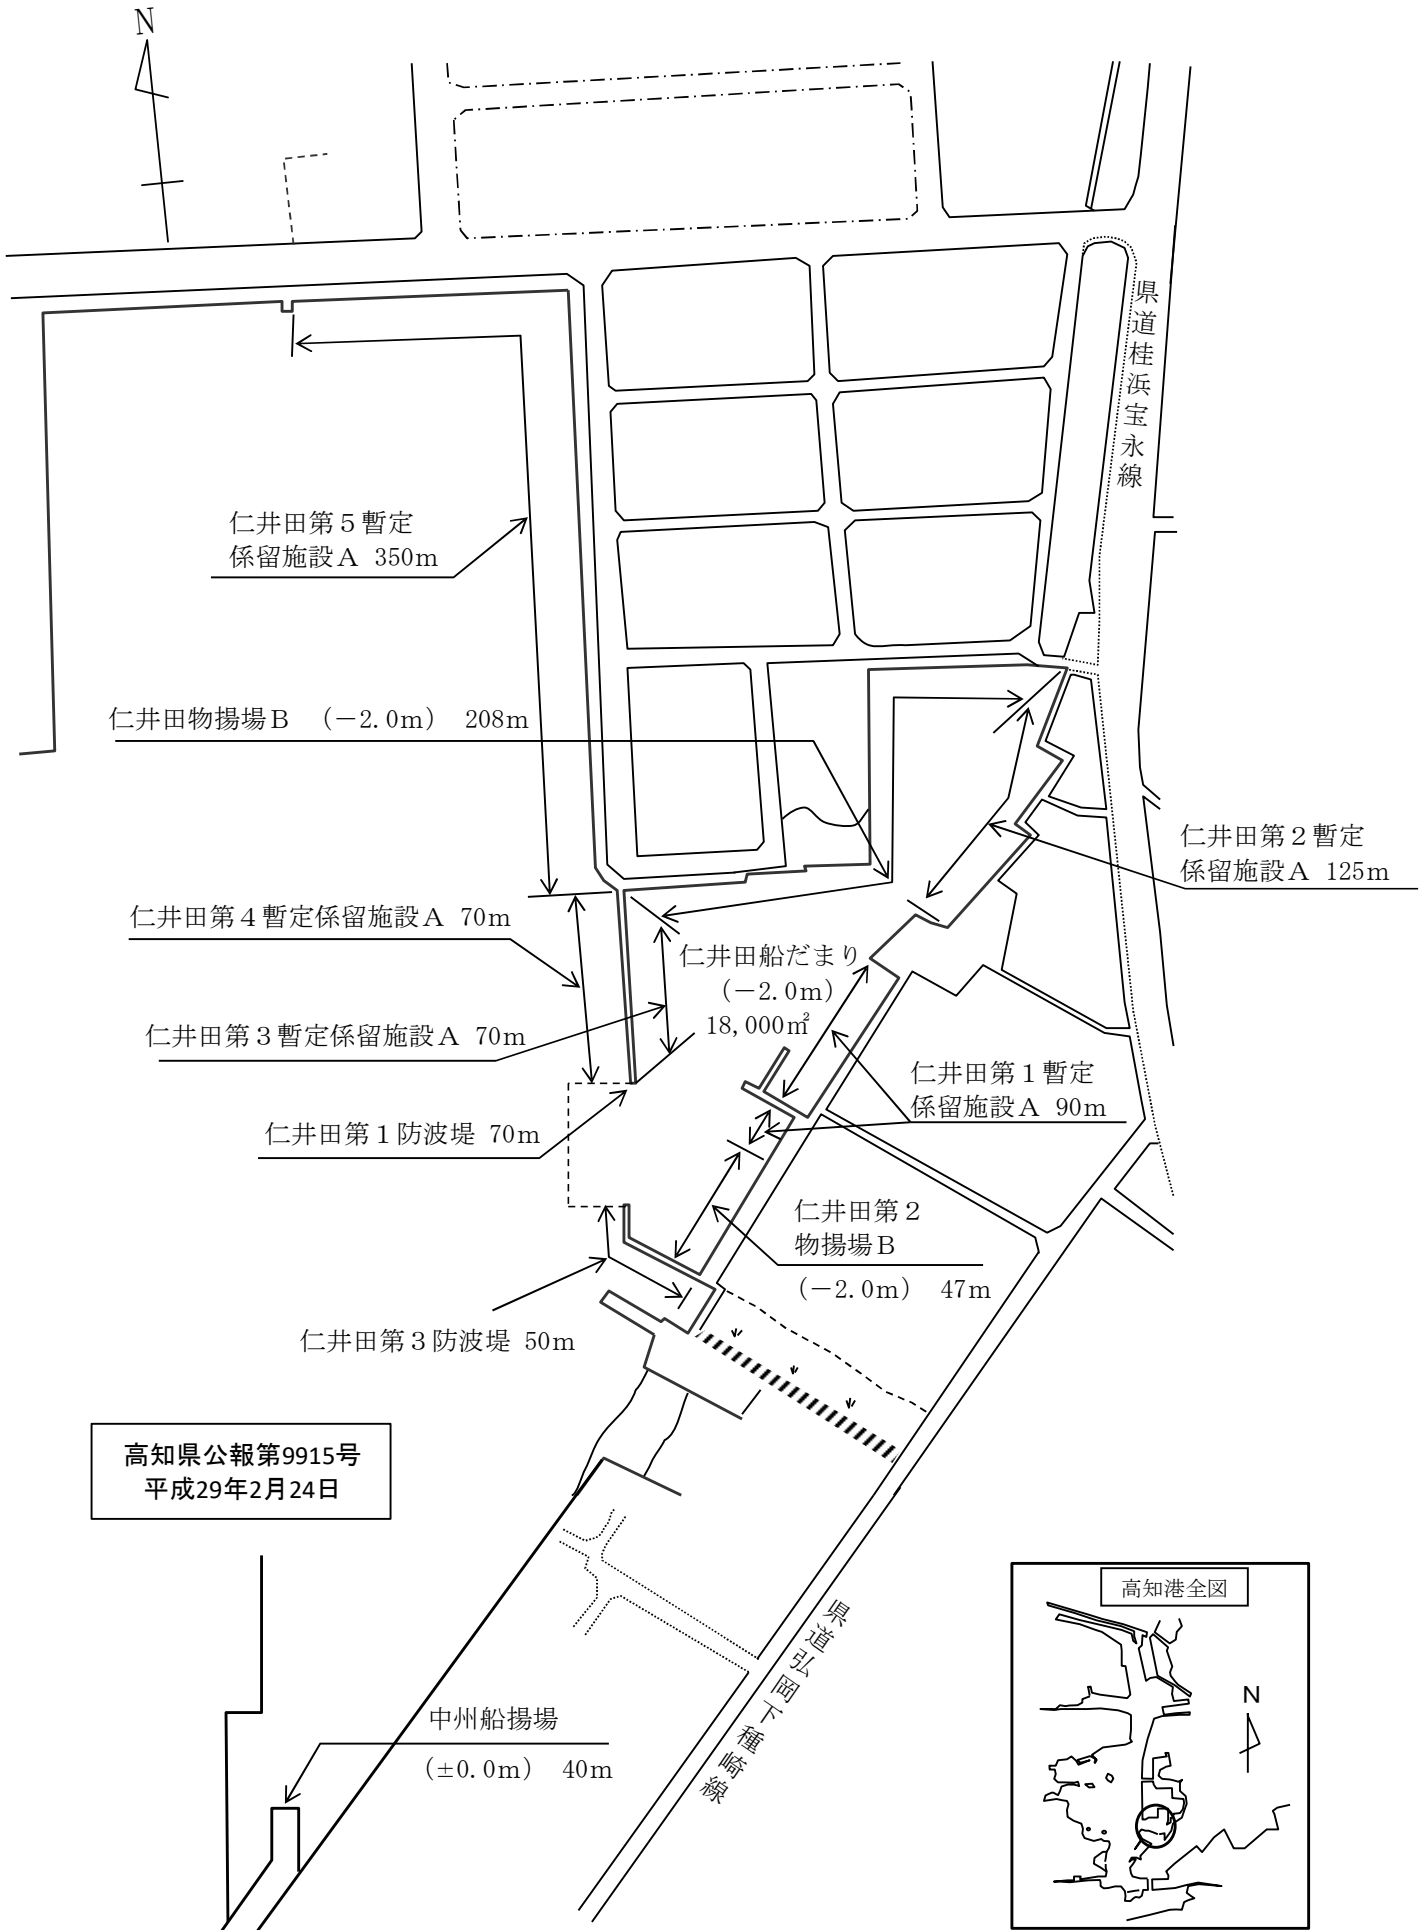 N
県道桂浜宝永線
仁井田第５暫定
係留施設Ａ 350m
仁井田物揚場Ｂ （－2.0m） 208m
仁井田第２暫定
係留施設Ａ 125m
仁井田第４暫定係留施設Ａ 70m
仁井田船だまり
（－2.0m）
18,000㎡
仁井田第３暫定係留施設Ａ 70m
仁井田第１暫定
係留施設Ａ 90m
仁井田第１防波堤 70m
仁井田第２
物揚場Ｂ
（－2.0m） 47m
仁井田第３防波堤 50m
高知県公報第9915号
平成29年2月24日
県道弘岡下種崎線
中州船揚場
（±0.0m） 40m
高知港全図
N